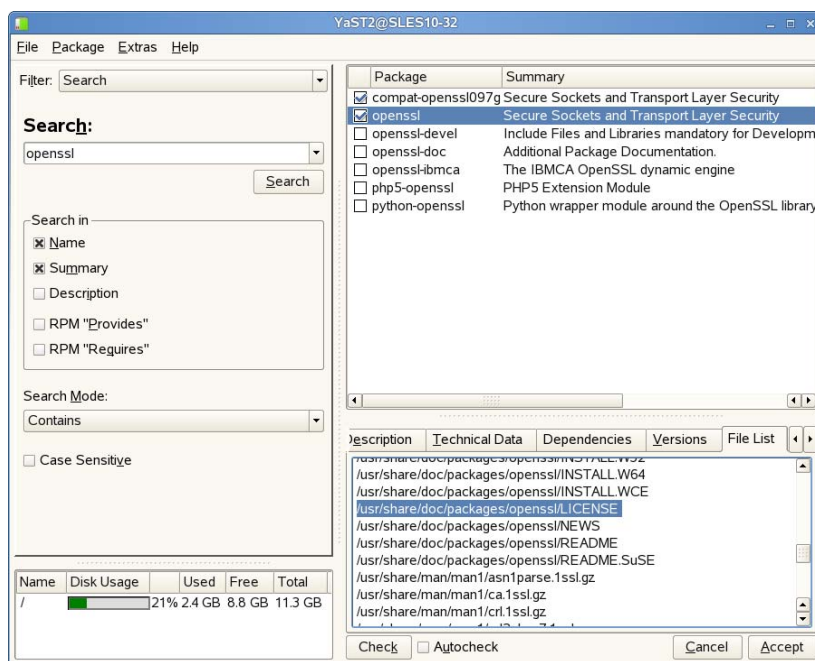 YaST2@SLES10-32
File Package Extras Help
Filter: Search
Search:
openssl
Search
Search in
Name
Summary
Description
RPM "Provides"
RPM "Requires"
Search Mode:
Contains
Case Sensitive
Name Disk Usage Used Free Total
/ 21% 2.4 GB 8.8 GB 11.3 GB
Package Summary
compat-openssl097g Secure Sockets and Transport Layer Security
openssl Secure Sockets and Transport Layer Security
openssl-devel Include Files and Libraries mandatory for Developm
openssl-doc Additional Package Documentation.
openssl-ibmca The IBMCA OpenSSL dynamic engine
php5-openssl PHP5 Extension Module
python-openssl Python wrapper module around the OpenSSL library
Description Technical Data Dependencies Versions File List
/usr/share/doc/packages/openssl/INSTALL.W32
/usr/share/doc/packages/openssl/INSTALL.W64
/usr/share/doc/packages/openssl/INSTALL.WCE
/usr/share/doc/packages/openssl/LICENSE
/usr/share/doc/packages/openssl/NEWS
/usr/share/doc/packages/openssl/README
/usr/share/doc/packages/openssl/README.SuSE
/usr/share/man/man1/asn1parse.1ssl.gz
/usr/share/man/man1/ca.1ssl.gz
/usr/share/man/man1/crl.1ssl.gz
Check Autocheck Cancel Accept